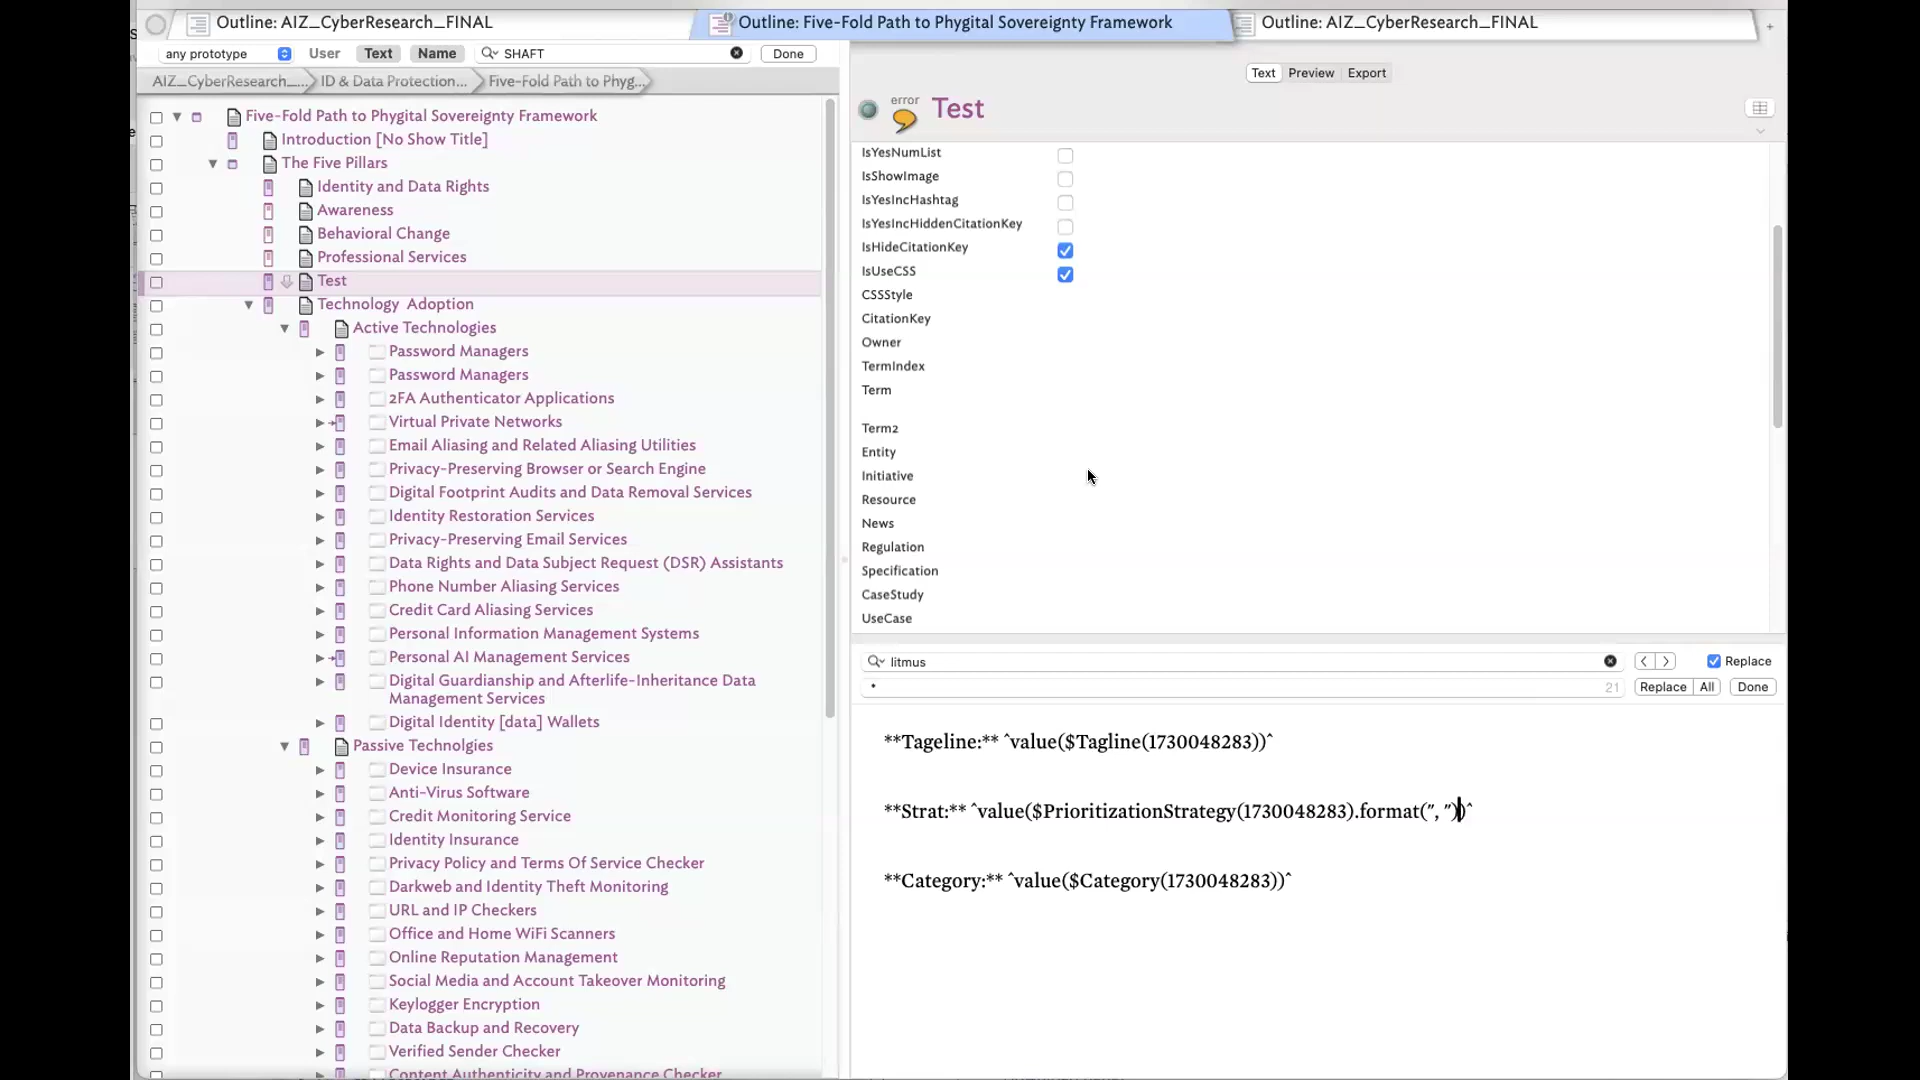 Outline: AIZ_CyberResearch_FINAL
Outline: Five-Fold Path to Phygital Sovereignty Framework
Outline: AIZ_CyberResearch_FINAL
+
any prototype
User
Text
Name
SHAFT
Done
AIZ_CyberResearch_...
ID & Data Protection...
Five-Fold Path to Phyg...
Five-Fold Path to Phygital Sovereignty Framework
Introduction [No Show Title]
The Five Pillars
Identity and Data Rights
Awareness
Behavioral Change
Professional Services
Test
Technology Adoption
Active Technologies
Password Managers
Password Managers
2FA Authenticator Applications
Virtual Private Networks
Email Aliasing and Related Aliasing Utilities
Privacy-Preserving Browser or Search Engine
Digital Footprint Audits and Data Removal Services
Identity Restoration Services
Privacy-Preserving Email Services
Data Rights and Data Subject Request (DSR) Assistants
Phone Number Aliasing Services
Credit Card Aliasing Services
Personal Information Management Systems
Personal AI Management Services
Digital Guardianship and Afterlife-Inheritance Data
Management Services
Digital Identity [data] Wallets
Passive Technolgies
Device Insurance
Anti-Virus Software
Credit Monitoring Service
Identity Insurance
Privacy Policy and Terms Of Service Checker
Darkweb and Identity Theft Monitoring
URL and IP Checkers
Office and Home WiFi Scanners
Online Reputation Management
Social Media and Account Takeover Monitoring
Keylogger Encryption
Data Backup and Recovery
Verified Sender Checker
Content Authenticity and Provenance Checker
Text
Preview
Export
error
Test
IsYesNumList
IsShowImage
IsYesIncHashtag
IsYesIncHiddenCitationKey
IsHideCitationKey
IsUseCSS
CSSStyle
CitationKey
Owner
TermIndex
Term
Term2
Entity
Initiative
Resource
News
Regulation
Specification
CaseStudy
UseCase
litmus
< >
Replace
•
21
Replace
All
Done
**Tageline:** ^value($Tagline(1730048283))^
**Strat:** ^value($PrioritizationStrategy(1730048283).format(", "))^
**Category:** ^value($Category(1730048283))^